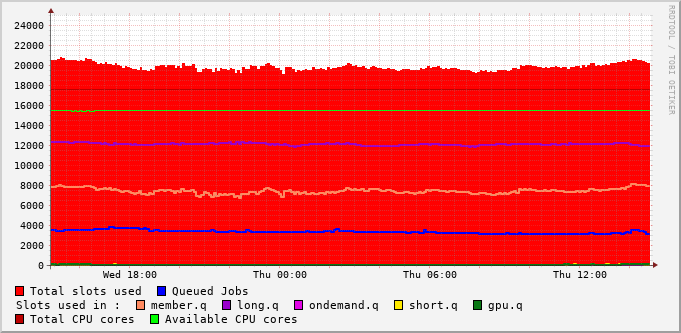 RRDTOOL / TOBI OETIKER
24000
22000
20000
18000
16000
14000
12000
10000
8000
6000
4000
2000
0
Wed 18:00 Thu 00:00 Thu 06:00 Thu 12:00
Total slots used Queued Jobs
Slots used in : member.q long.q ondemand.q short.q gpu.q
Total CPU cores Available CPU cores